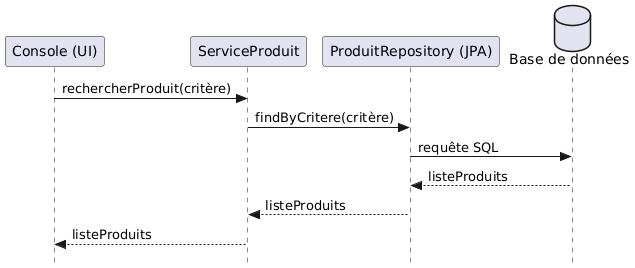 Console (UI)
ServiceProduit
ProduitRepository (JPA)
Base de données
rechercherProduit(critère)
findByCritere(critère)
requête SQL
listeProduits
listeProduits
listeProduits